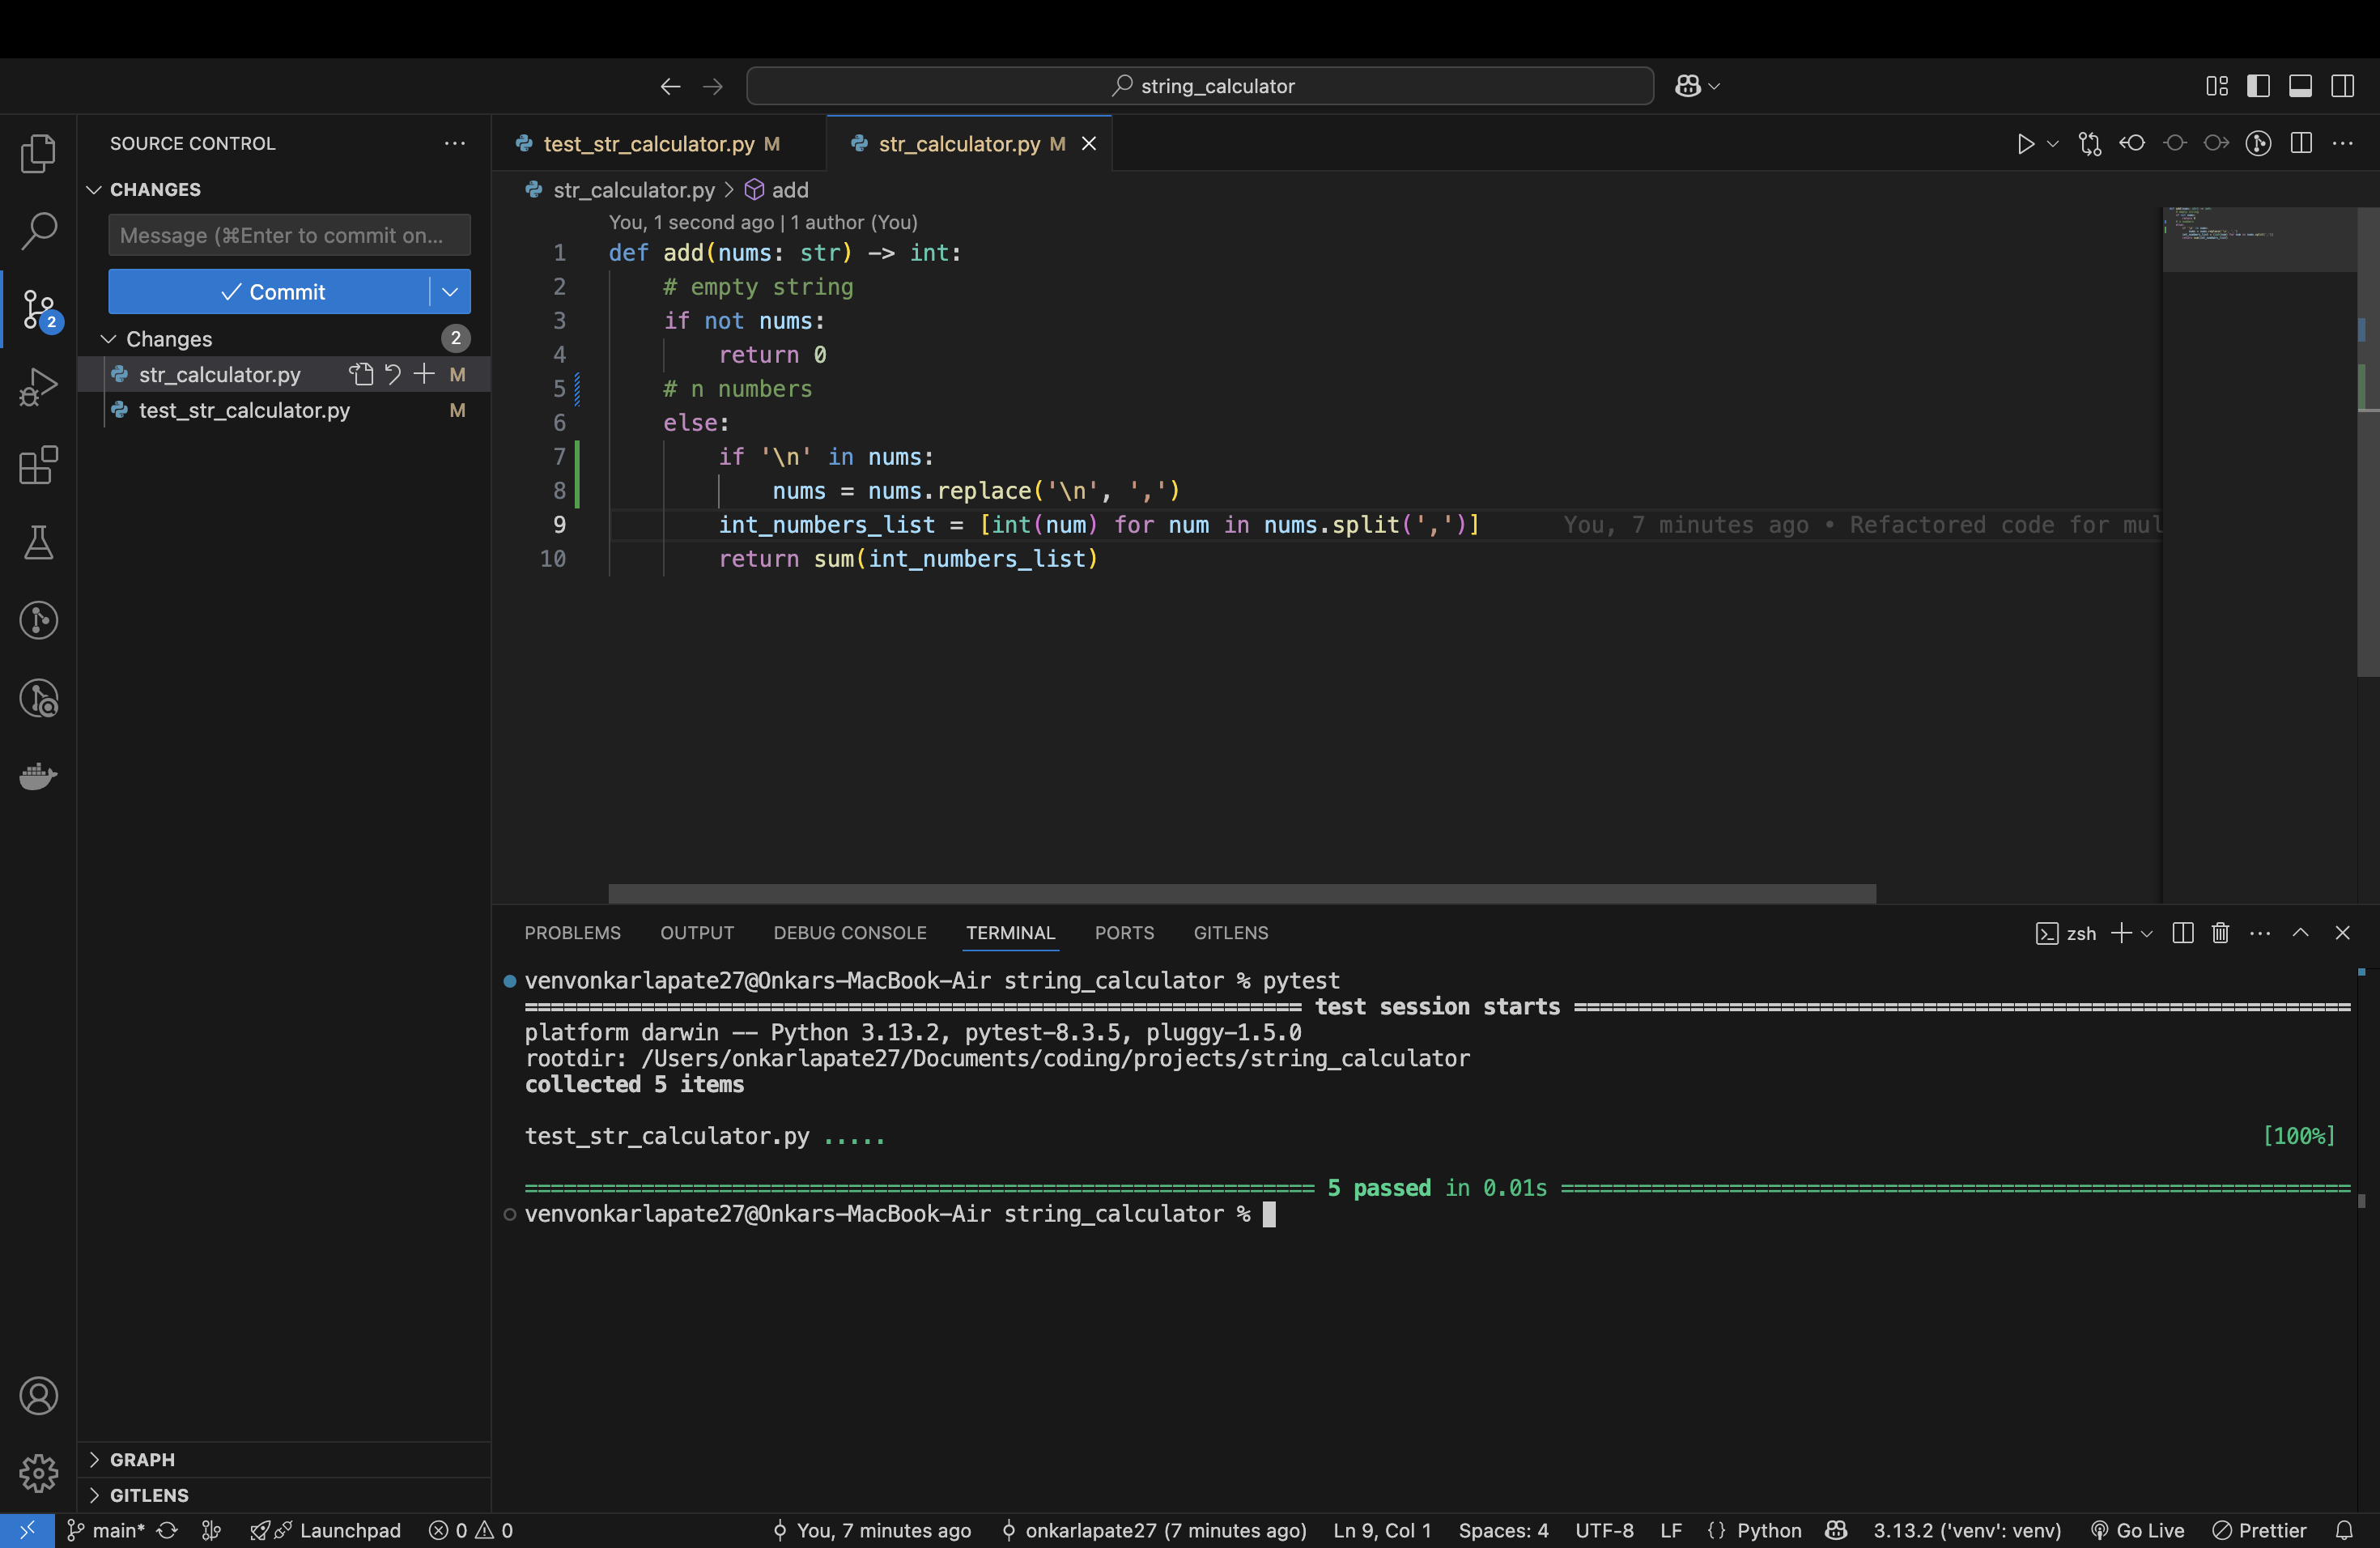 string_calculator
SOURCE CONTROL
CHANGES
Message (⌘Enter to commit on...
Commit
Changes 2
str_calculator.py M
test_str_calculator.py M
2
test_str_calculator.py M
str_calculator.py M
str_calculator.py > add
You, 1 second ago | 1 author (You)
1 def add(nums: str) -> int:
2 # empty string
3 if not nums:
4 return 0
5 # n numbers
6 else:
7 if '\n' in nums:
8 nums = nums.replace('\n', ',')
9 int_numbers_list = [int(num) for num in nums.split(',')] You, 7 minutes ago • Refactored code for mul
10 return sum(int_numbers_list)
PROBLEMS OUTPUT DEBUG CONSOLE TERMINAL PORTS GITLENS
zsh
venvonkarlapate27@Onkars-MacBook-Air string_calculator % pytest
============================================================= test session starts =============================================================
platform darwin -- Python 3.13.2, pytest-8.3.5, pluggy-1.5.0
rootdir: /Users/onkarlapate27/Documents/coding/projects/string_calculator
collected 5 items
test_str_calculator.py ..... [100%]
============================================================== 5 passed in 0.01s ==============================================================
venvonkarlapate27@Onkars-MacBook-Air string_calculator %
GRAPH
GITLENS
main* Launchpad 0 0 You, 7 minutes ago onkarlapate27 (7 minutes ago) Ln 9, Col 1 Spaces: 4 UTF-8 LF {} Python 3.13.2 ('venv': venv) Go Live Prettier